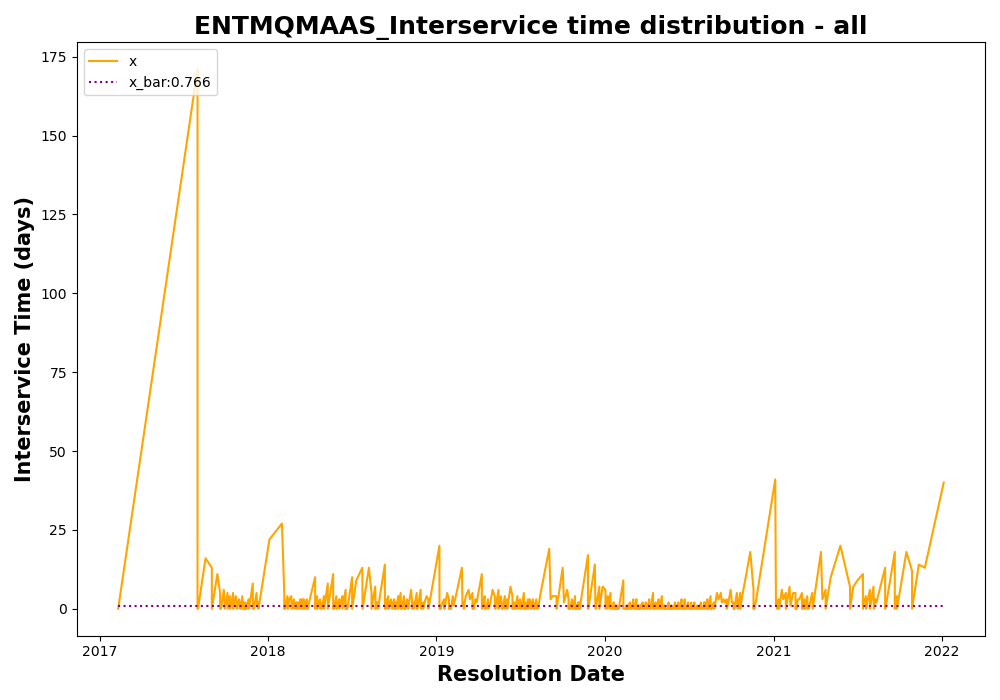 ENTMQMAAS_Interservice time distribution - all
x
x_bar:0.766
Interservice Time (days)
175
150
125
100
75
50
25
0
2017
2018
2019
2020
2021
2022
Resolution Date